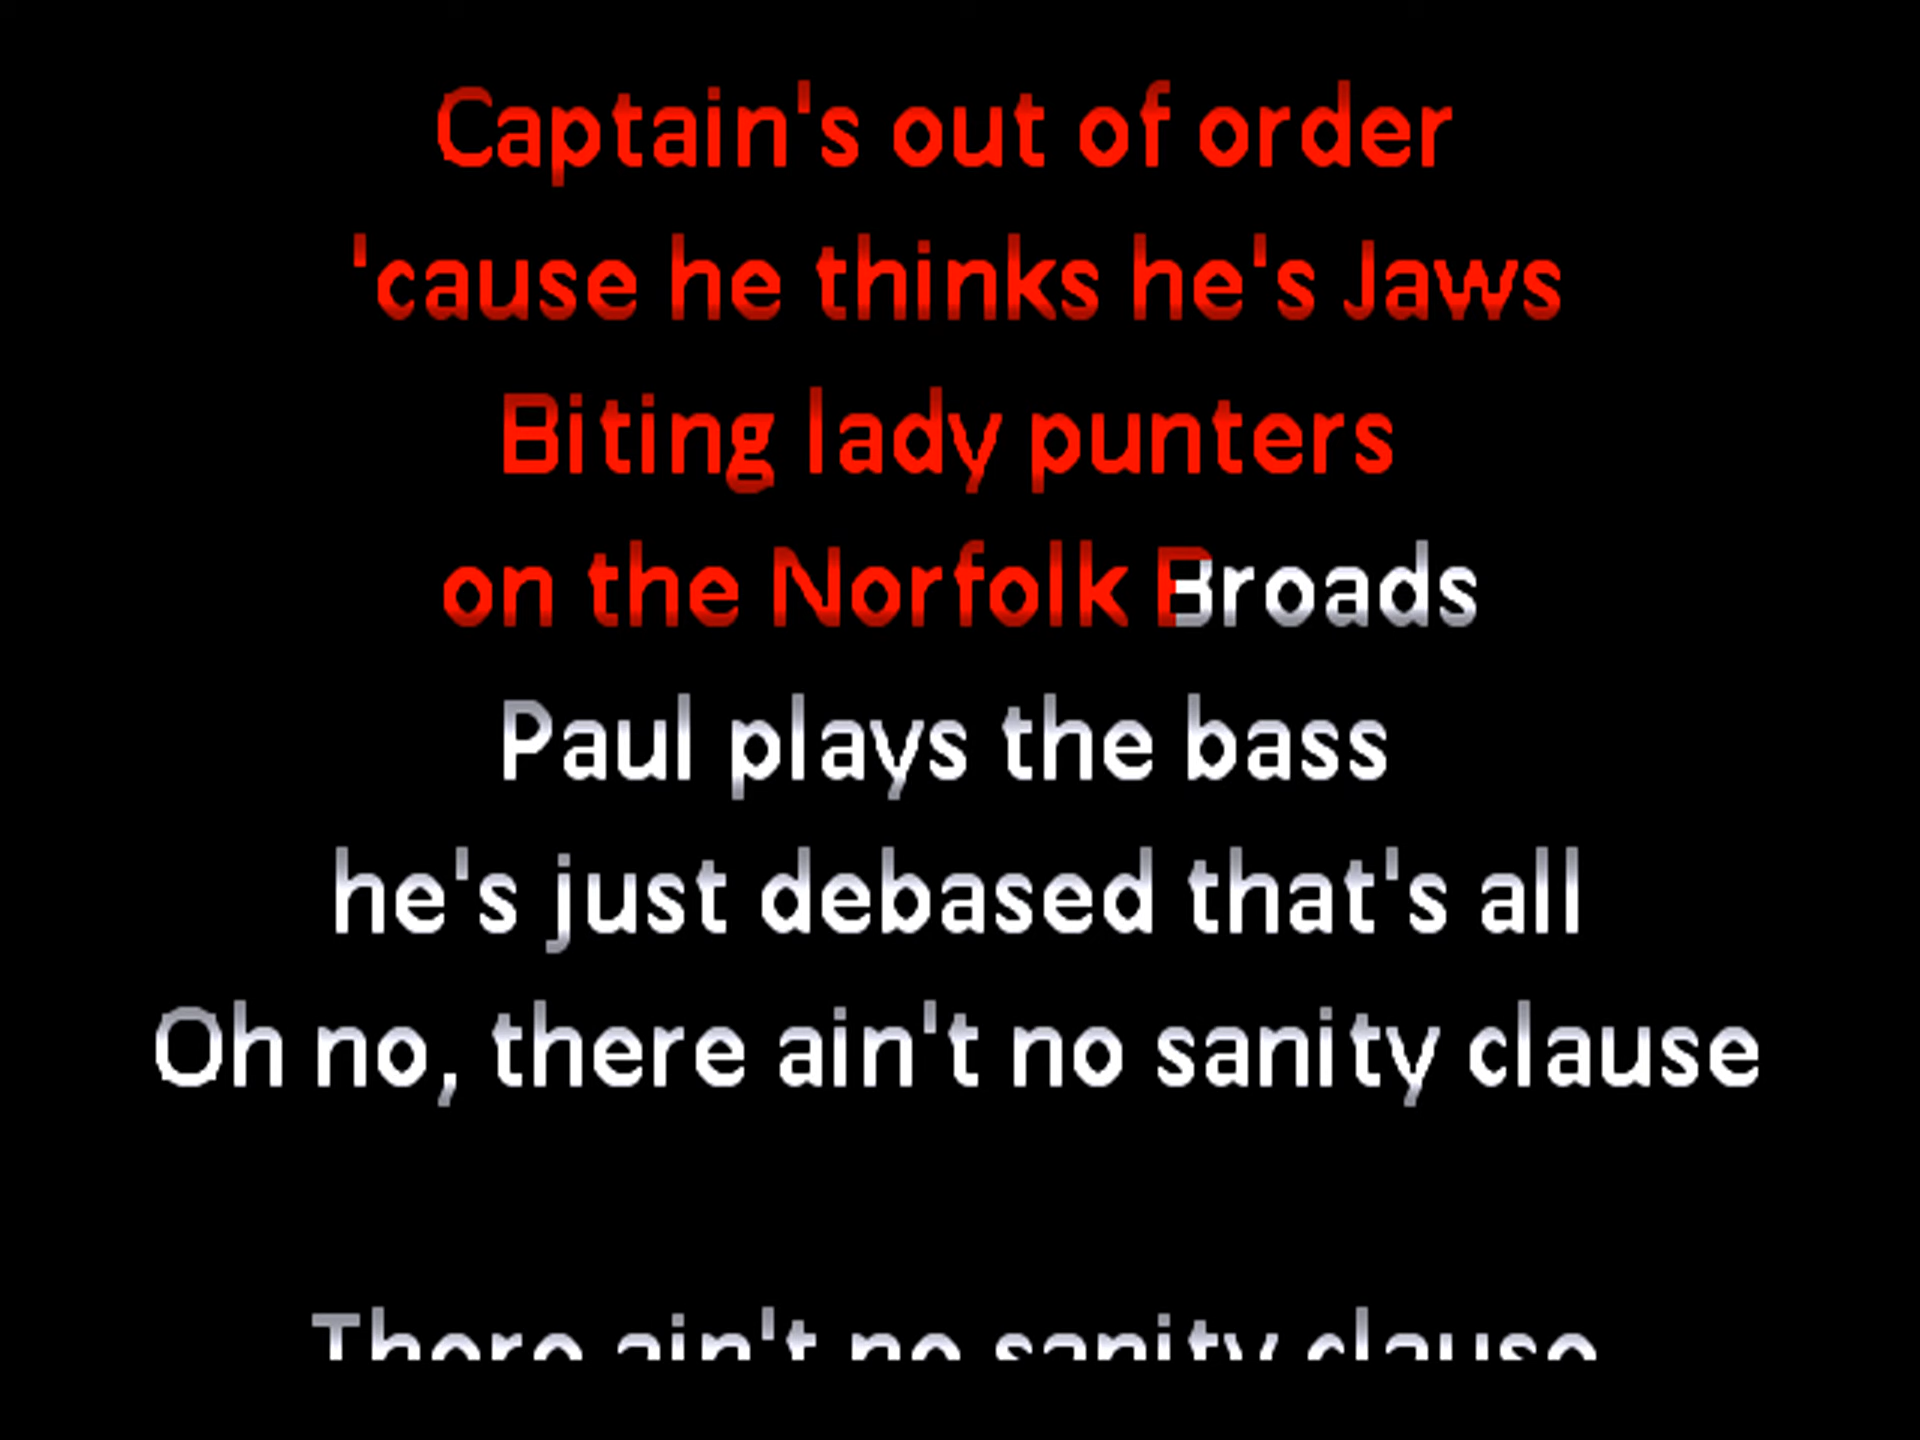 Captain's out of order
'cause he thinks he's Jaws
Biting lady punters
on the Norfolk Broads
Paul plays the bass
he's just debased that's all
Oh no, there ain't no sanity clause
There ain't no sanity clause